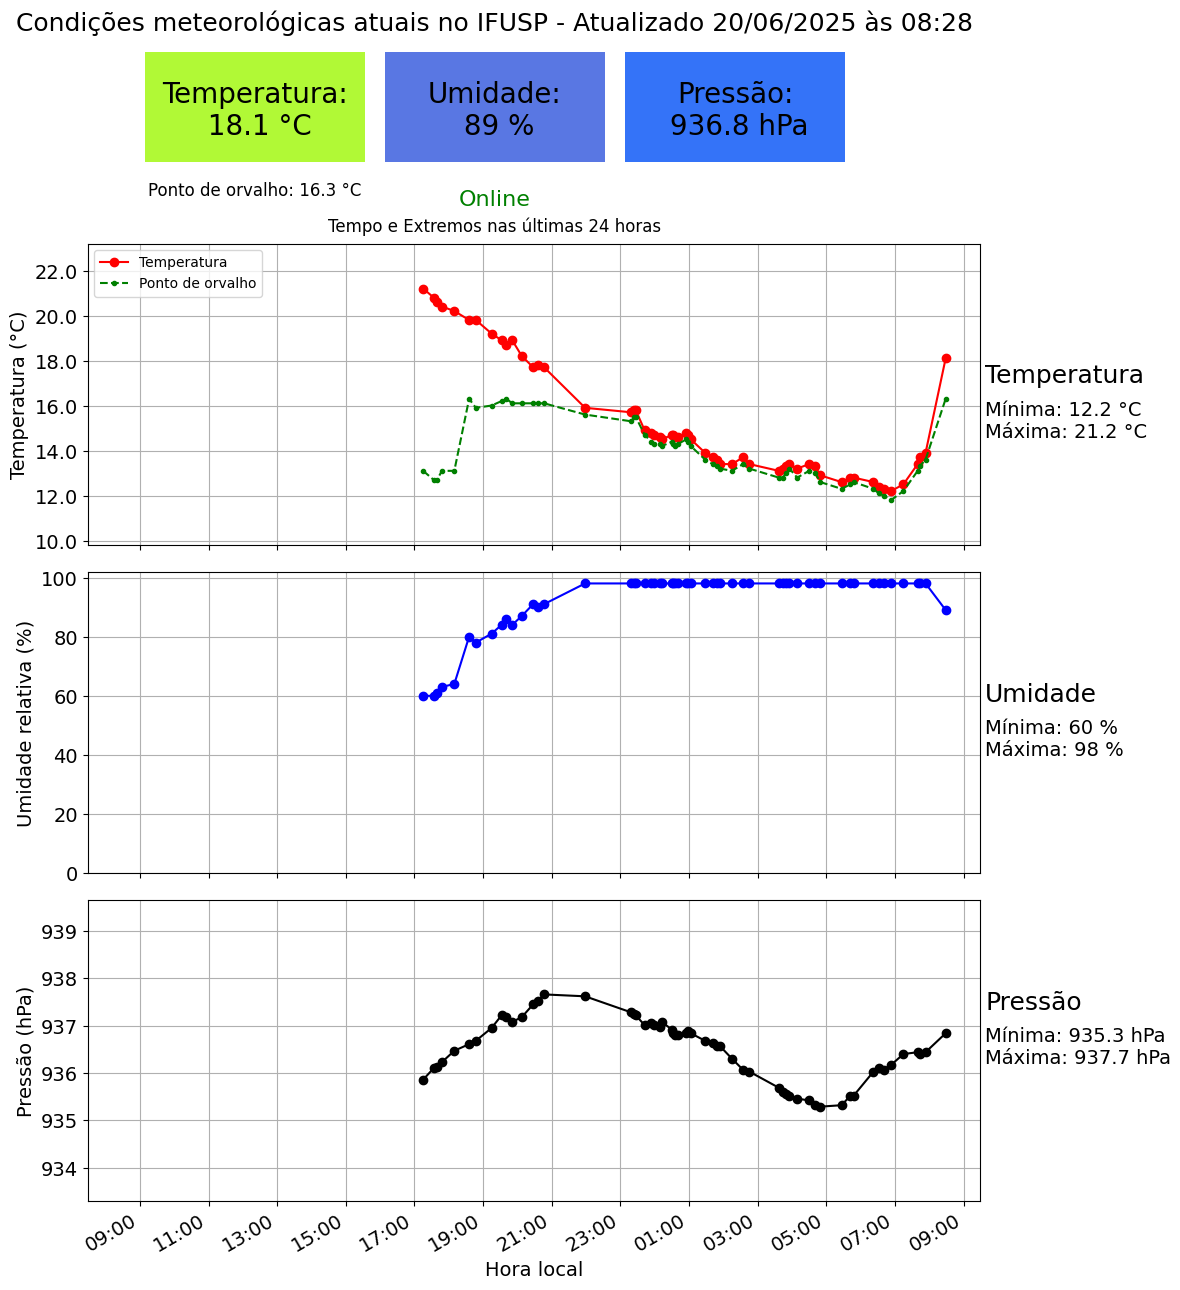 Condições meteorológicas atuais no IFUSP - Atualizado 20/06/2025 às 08:28
Temperatura:
18.1 °C
Umidade:
89 %
Pressão:
936.8 hPa
Ponto de orvalho: 16.3 °C
Online
Tempo e Extremos nas últimas 24 horas
Temperatura
Ponto de orvalho
Temperatura (°C)
22.0
20.0
18.0
16.0
14.0
12.0
10.0
Temperatura
Mínima: 12.2 °C
Máxima: 21.2 °C
Umidade relativa (%)
100
80
60
40
20
0
Umidade
Mínima: 60 %
Máxima: 98 %
Pressão (hPa)
939
938
937
936
935
934
Pressão
Mínima: 935.3 hPa
Máxima: 937.7 hPa
09:00
11:00
13:00
15:00
17:00
19:00
21:00
23:00
01:00
03:00
05:00
07:00
09:00
Hora local